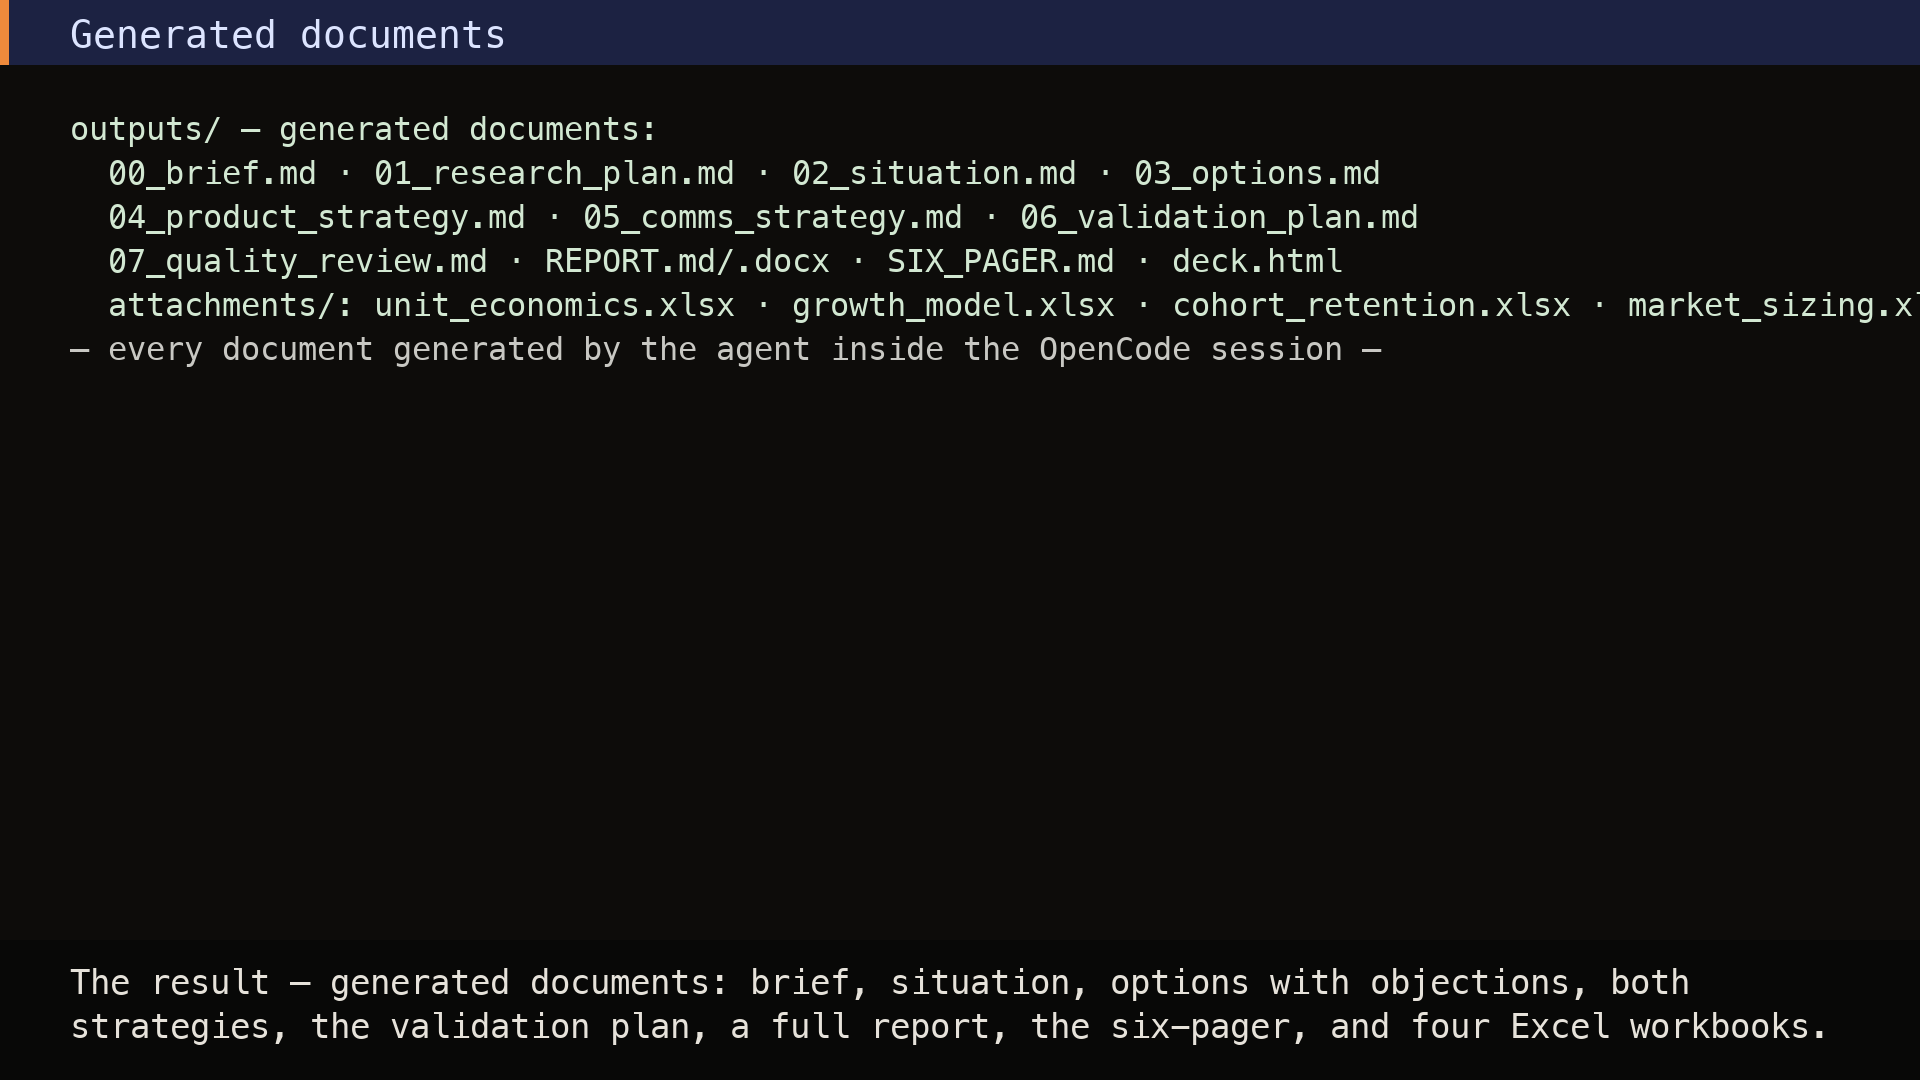 Generated documents
outputs/ — generated documents:
00_brief.md · 01_research_plan.md · 02_situation.md · 03_options.md
04_product_strategy.md · 05_comms_strategy.md · 06_validation_plan.md
07_quality_review.md · REPORT.md/.docx · SIX_PAGER.md · deck.html
attachments/: unit_economics.xlsx · growth_model.xlsx · cohort_retention.xlsx · market_sizing.xl
— every document generated by the agent inside the OpenCode session —
The result — generated documents: brief, situation, options with objections, both
strategies, the validation plan, a full report, the six-pager, and four Excel workbooks.